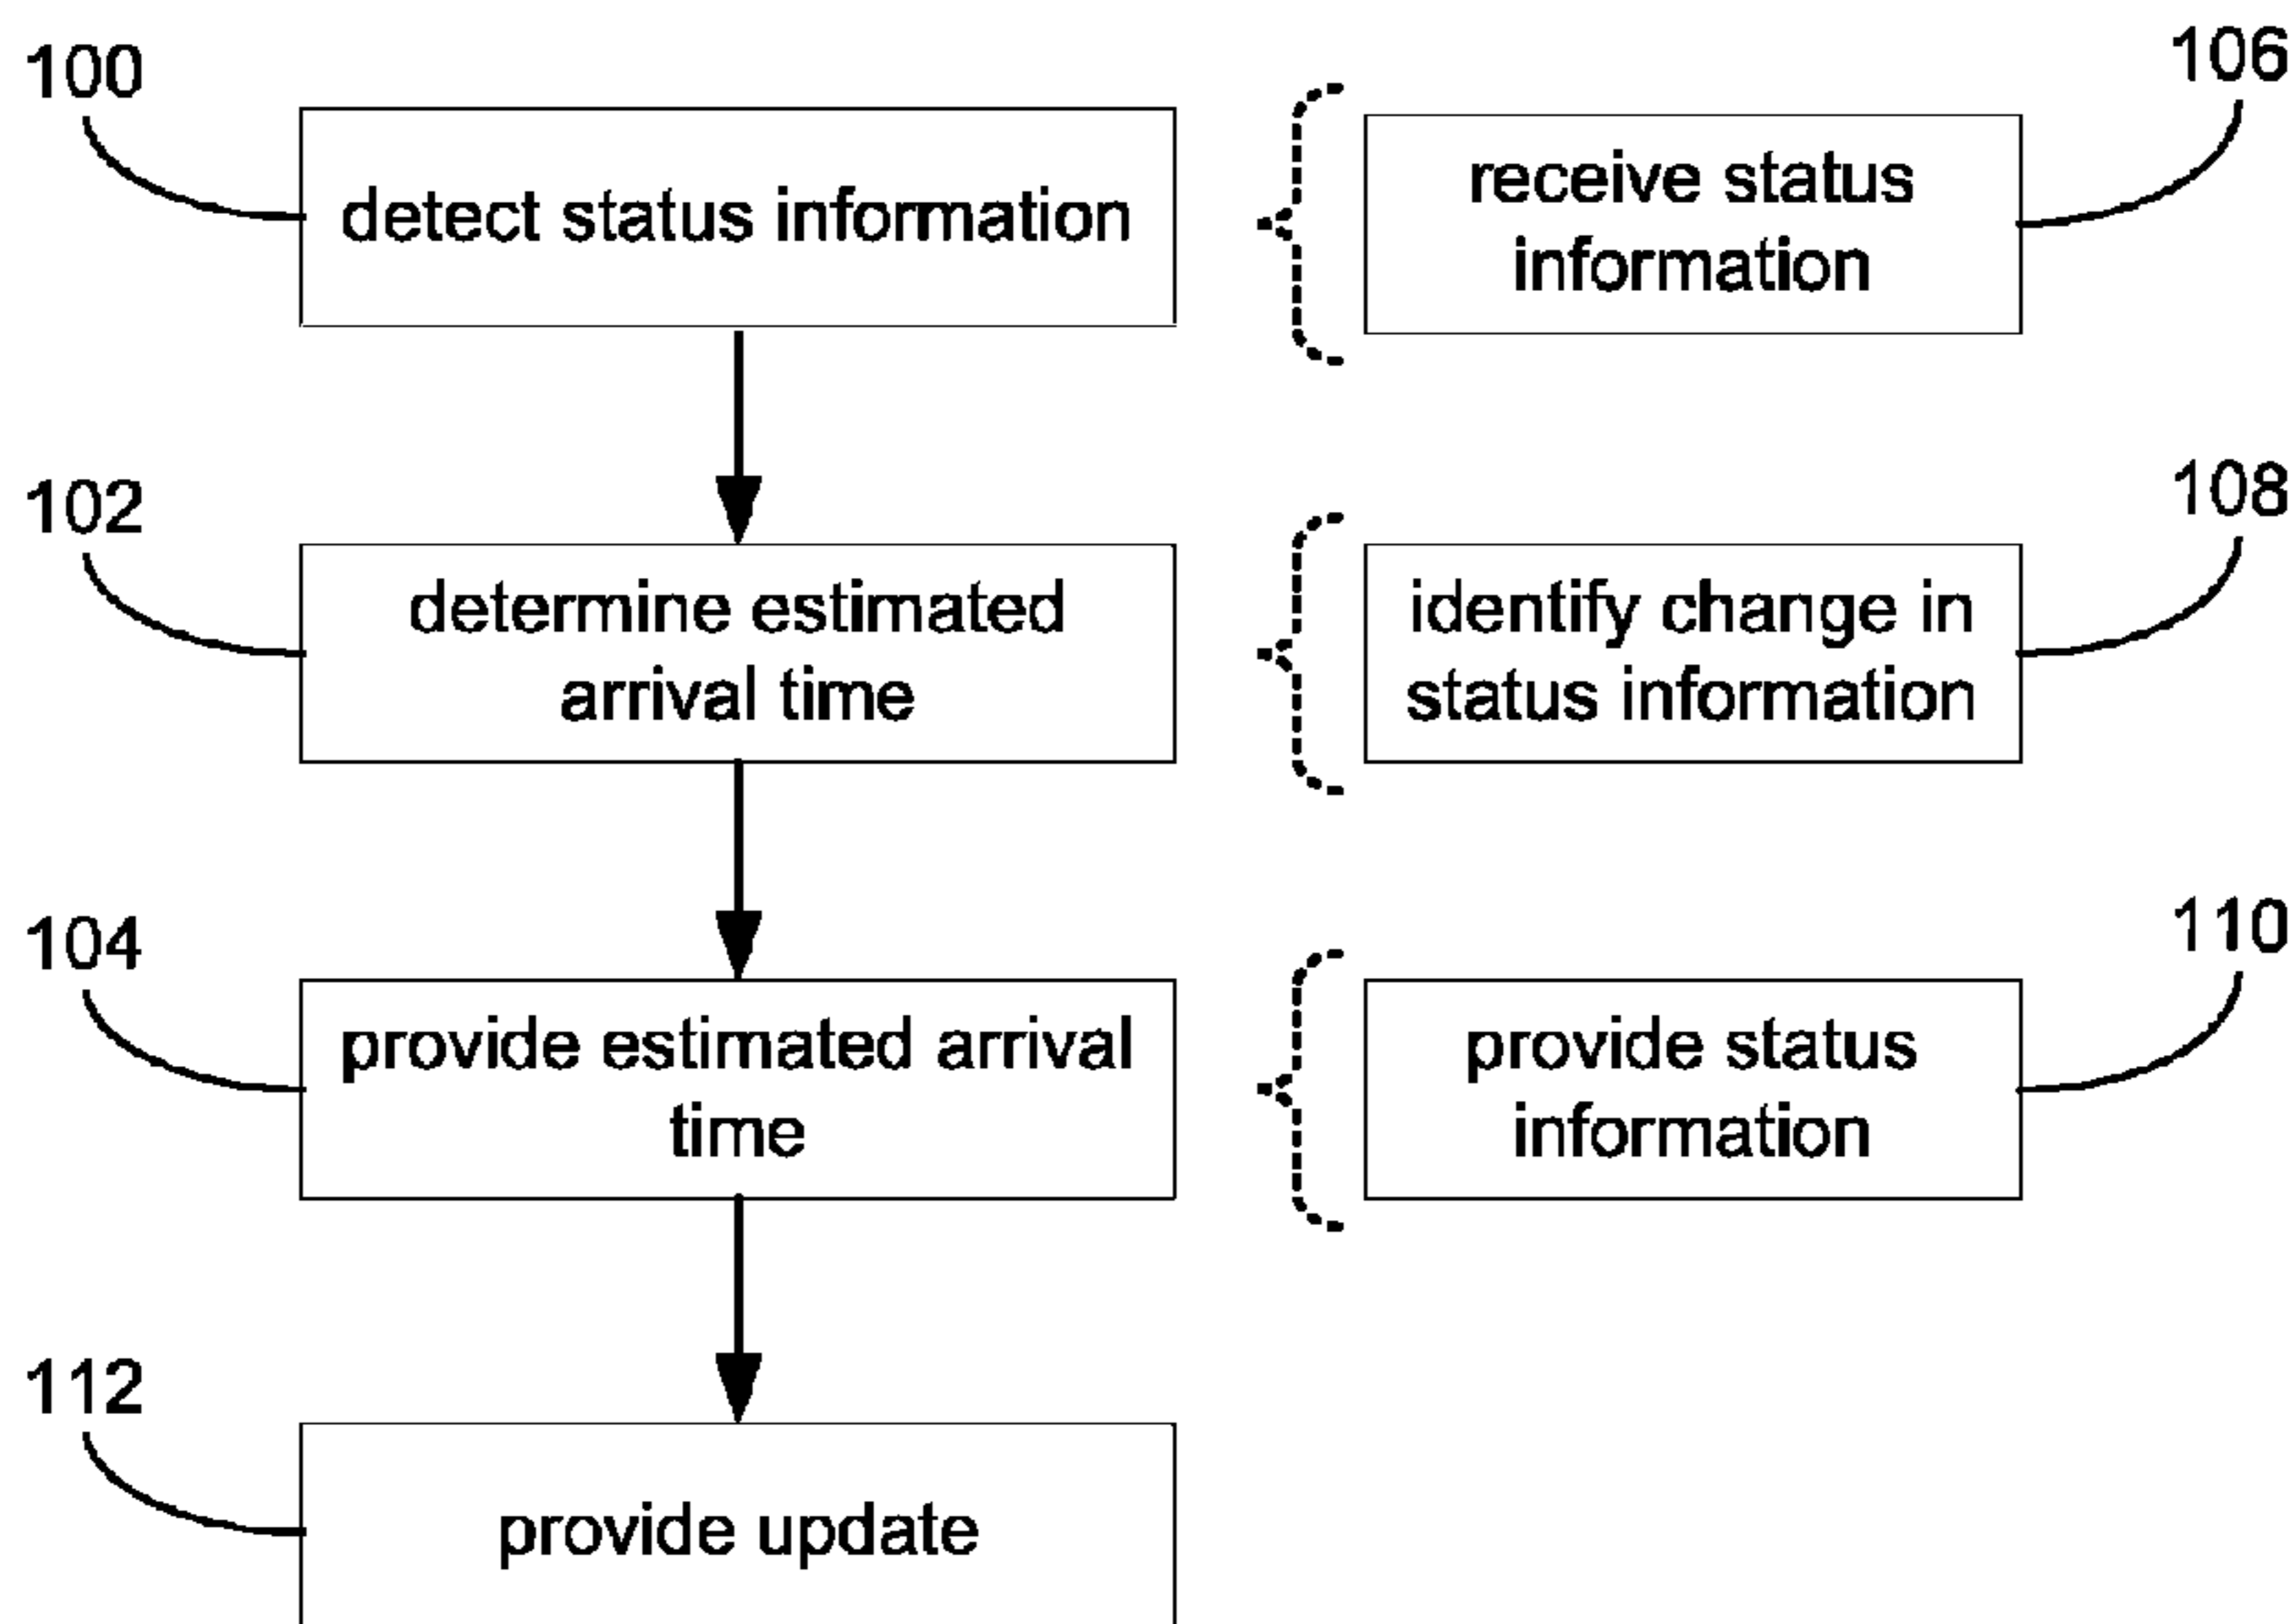 100
detect status information
106
receive status
information
102
determine estimated
arrival time
108
identify change in
status information
104
provide estimated arrival
time
110
provide status
information
112
provide update